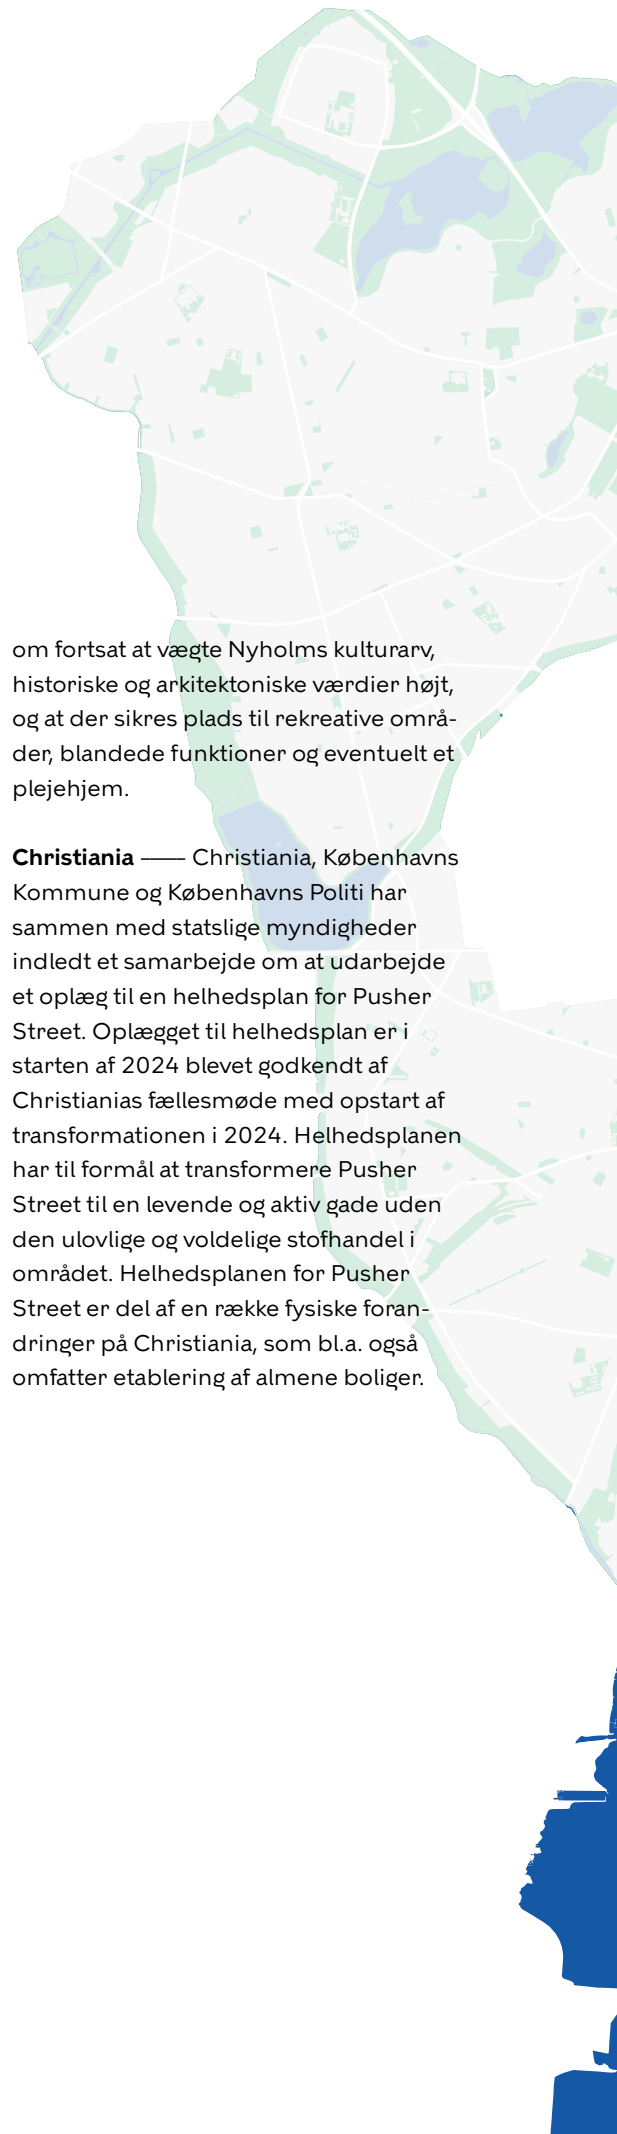 om fortsat at vægte Nyholms kulturarv,
historiske og arkitektoniske værdier højt,
og at der sikres plads til rekreative områ-
der, blandede funktioner og eventuelt et
plejehjem.
Christiania —— Christiania, Københavns
Kommune og Københavns Politi har
sammen med statslige myndigheder
indledt et samarbejde om at udarbejde
et oplæg til en helhedsplan for Pusher
Street. Oplægget til helhedsplan er i
starten af 2024 blevet godkendt af
Christianias fællesmøde med opstart af
transformationen i 2024. Helhedsplanen
har til formål at transformere Pusher
Street til en levende og aktiv gade uden
den ulovlige og voldelige stofhandel i
området. Helhedsplanen for Pusher
Street er del af en række fysiske foran-
dringer på Christiania, som bl.a. også
omfatter etablering af almene boliger.